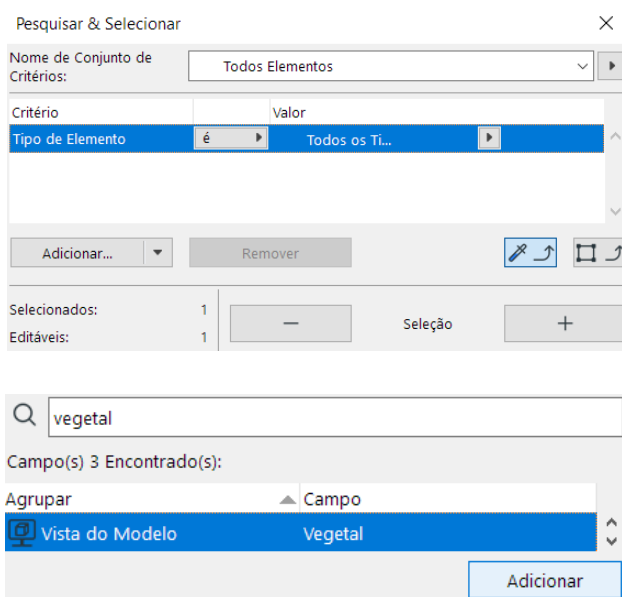 Pesquisar & Selecionar
Nome de Conjunto de
Critérios:
Todos Elementos
Critério Valor
Tipo de Elemento é Todos os Ti...
Adicionar... Remover
Selecionados: 1
Editáveis: 1
— Seleção +
vegetal
Campo(s) 3 Encontrado(s):
Agrupar Campo
Vista do Modelo Vegetal
Adicionar